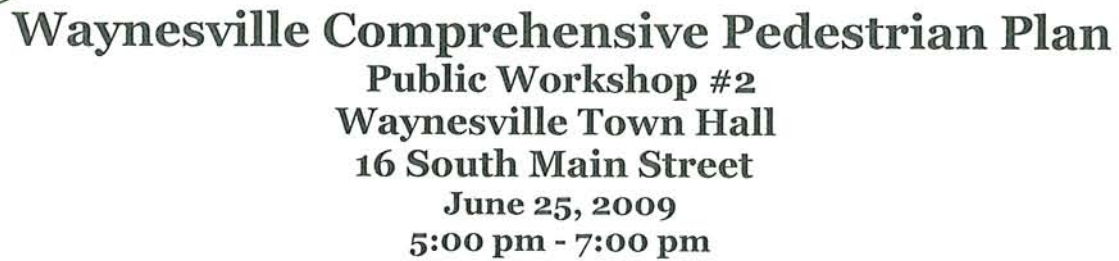 Waynesville Comprehensive Pedestrian Plan
Public Workshop #2
Waynesville Town Hall
16 South Main Street
June 25, 2009
5:00 pm - 7:00 pm